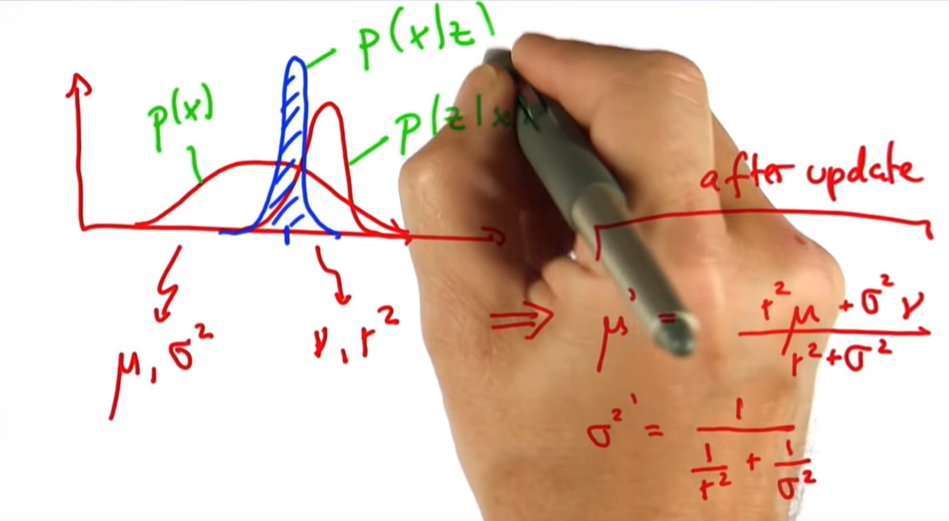 p(x|z)
p(x)
p(z|x)
after update
μ, σ²
ν, r²
⇒ μ' = r²μ + σ²ν / r² + σ²
σ²' = 1 / 1/r² + 1/σ²